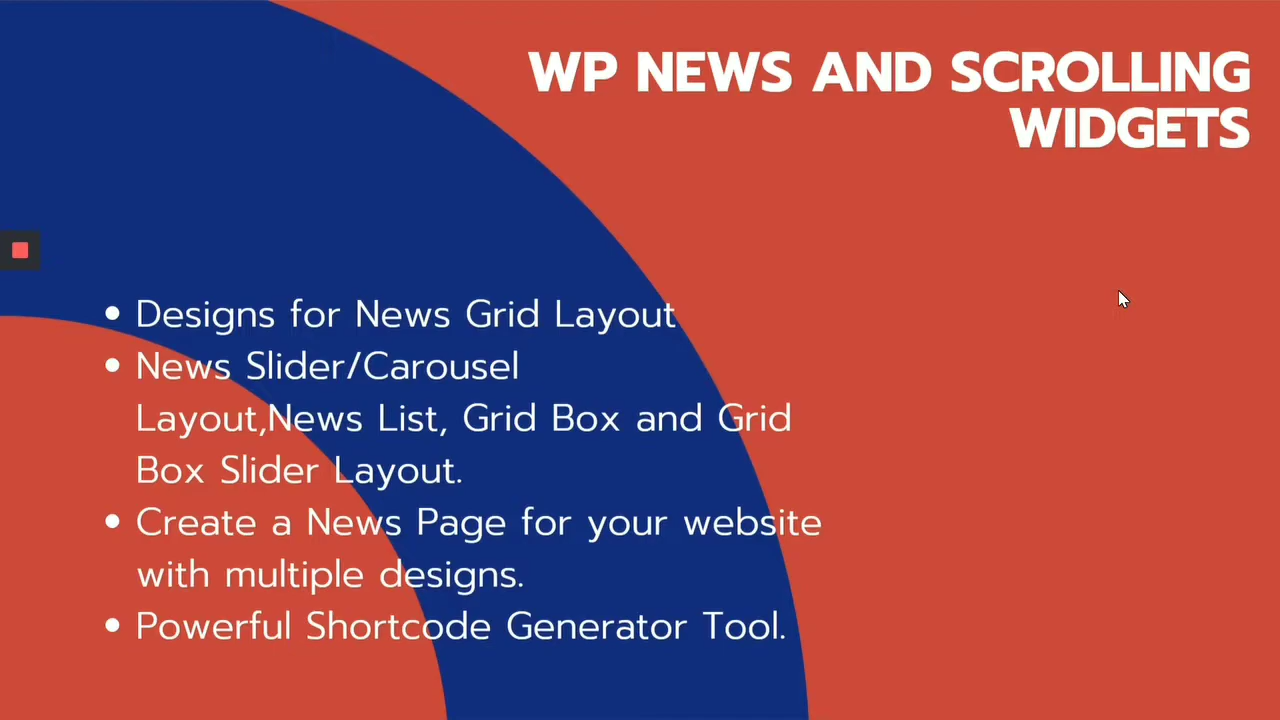 WP NEWS AND SCROLLING
WIDGETS
• Designs for News Grid Layout
• News Slider/Carousel
Layout,News List, Grid Box and Grid
Box Slider Layout.
• Create a News Page for your website
with multiple designs.
• Powerful Shortcode Generator Tool.